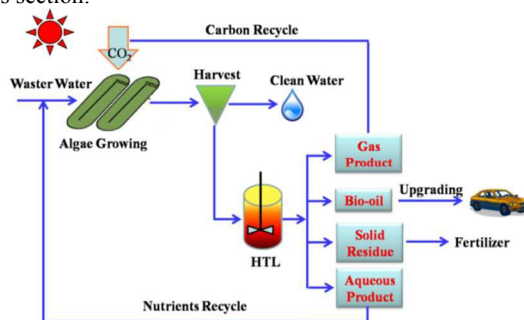 s section.
Carbon Recycle
CO2
Waster Water
Harvest
Clean Water
Algae Growing
Gas
Product
Bio-oil
Upgrading
Solid
Residue
Fertilizer
HTL
Aqueous
Product
Nutrients Recycle